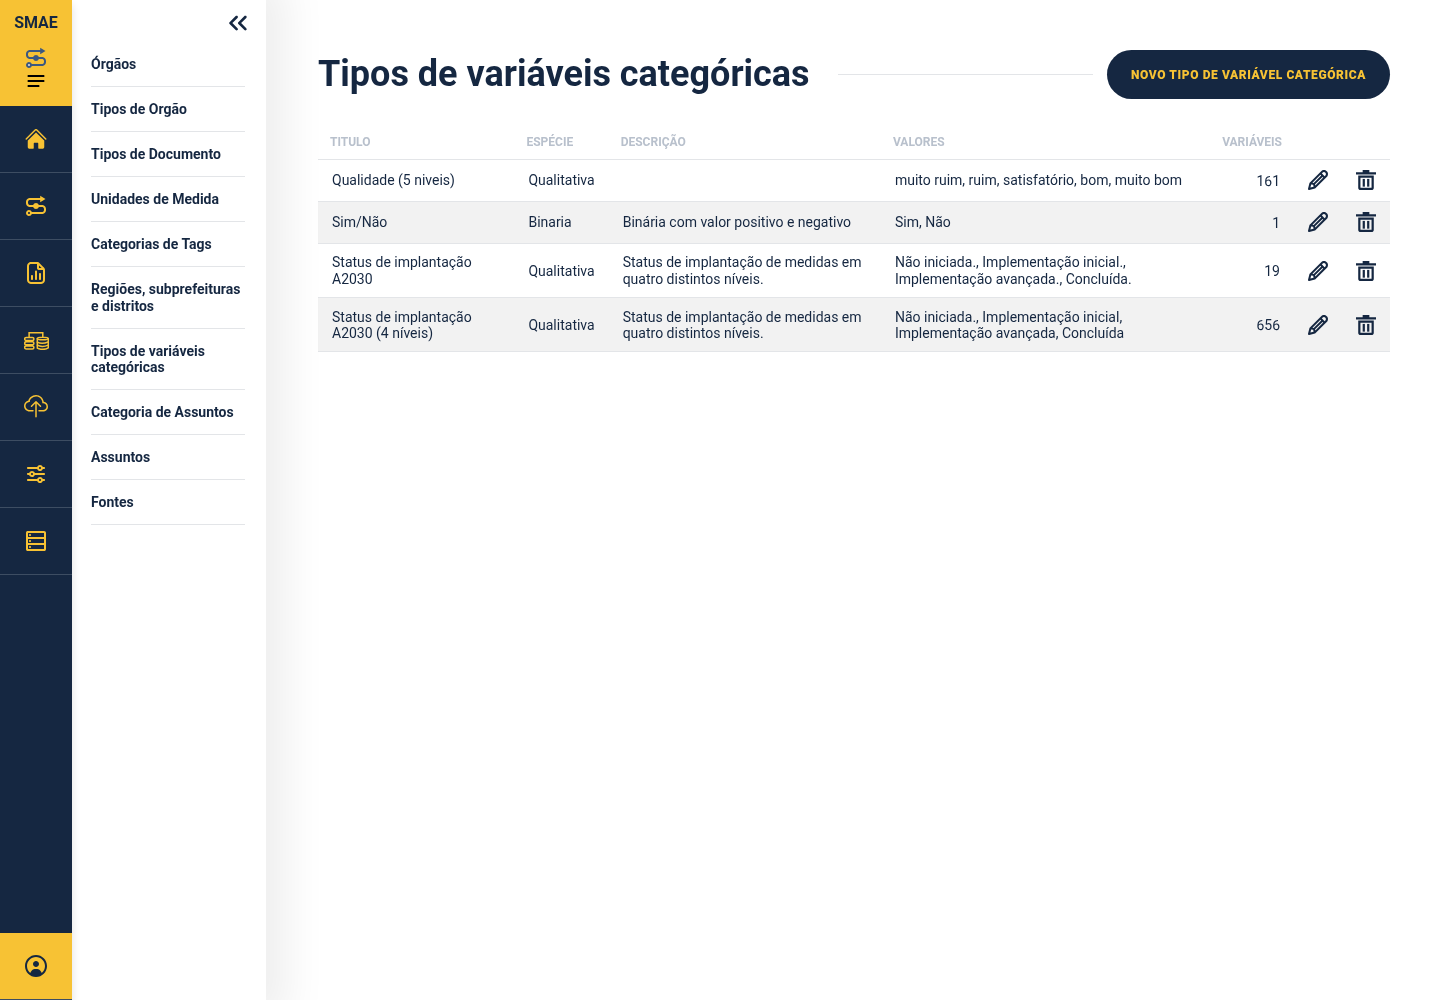 SMAE
Órgãos
Tipos de Orgão
Tipos de Documento
Unidades de Medida
Categorias de Tags
Regiões, subprefeituras
e distritos
Tipos de variáveis
categóricas
Categoria de Assuntos
Assuntos
Fontes
Tipos de variáveis categóricas
NOVO TIPO DE VARIÁVEL CATEGÓRICA
TITULO ESPÉCIE DESCRIÇÃO VALORES VARIÁVEIS
Qualidade (5 niveis) Qualitativa muito ruim, ruim, satisfatório, bom, muito bom 161
Sim/Não Binaria Binária com valor positivo e negativo Sim, Não 1
Status de implantação
A2030
Qualitativa
Status de implantação de medidas em
quatro distintos níveis.
Não iniciada., Implementação inicial.,
Implementação avançada., Concluída.
19
Status de implantação
A2030 (4 níveis)
Qualitativa
Status de implantação de medidas em
quatro distintos níveis.
Não iniciada., Implementação inicial,
Implementação avançada, Concluída
656